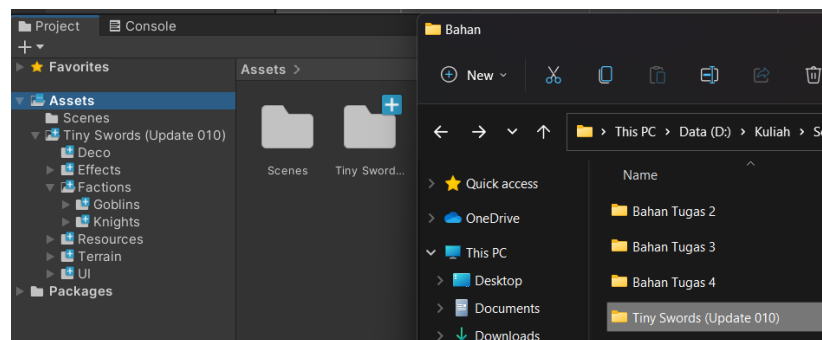 Project Console
Favorites
Assets
Scenes
Tiny Swords (Update 010)
Deco
Effects
Factions
Goblins
Knights
Resources
Terrain
UI
Packages
Assets >
Scenes
Tiny Sword...
Bahan
New
This PC > Data (D:) > Kuliah >
Quick access
OneDrive
This PC
Desktop
Documents
Downloads
Name
Bahan Tugas 2
Bahan Tugas 3
Bahan Tugas 4
Tiny Swords (Update 010)